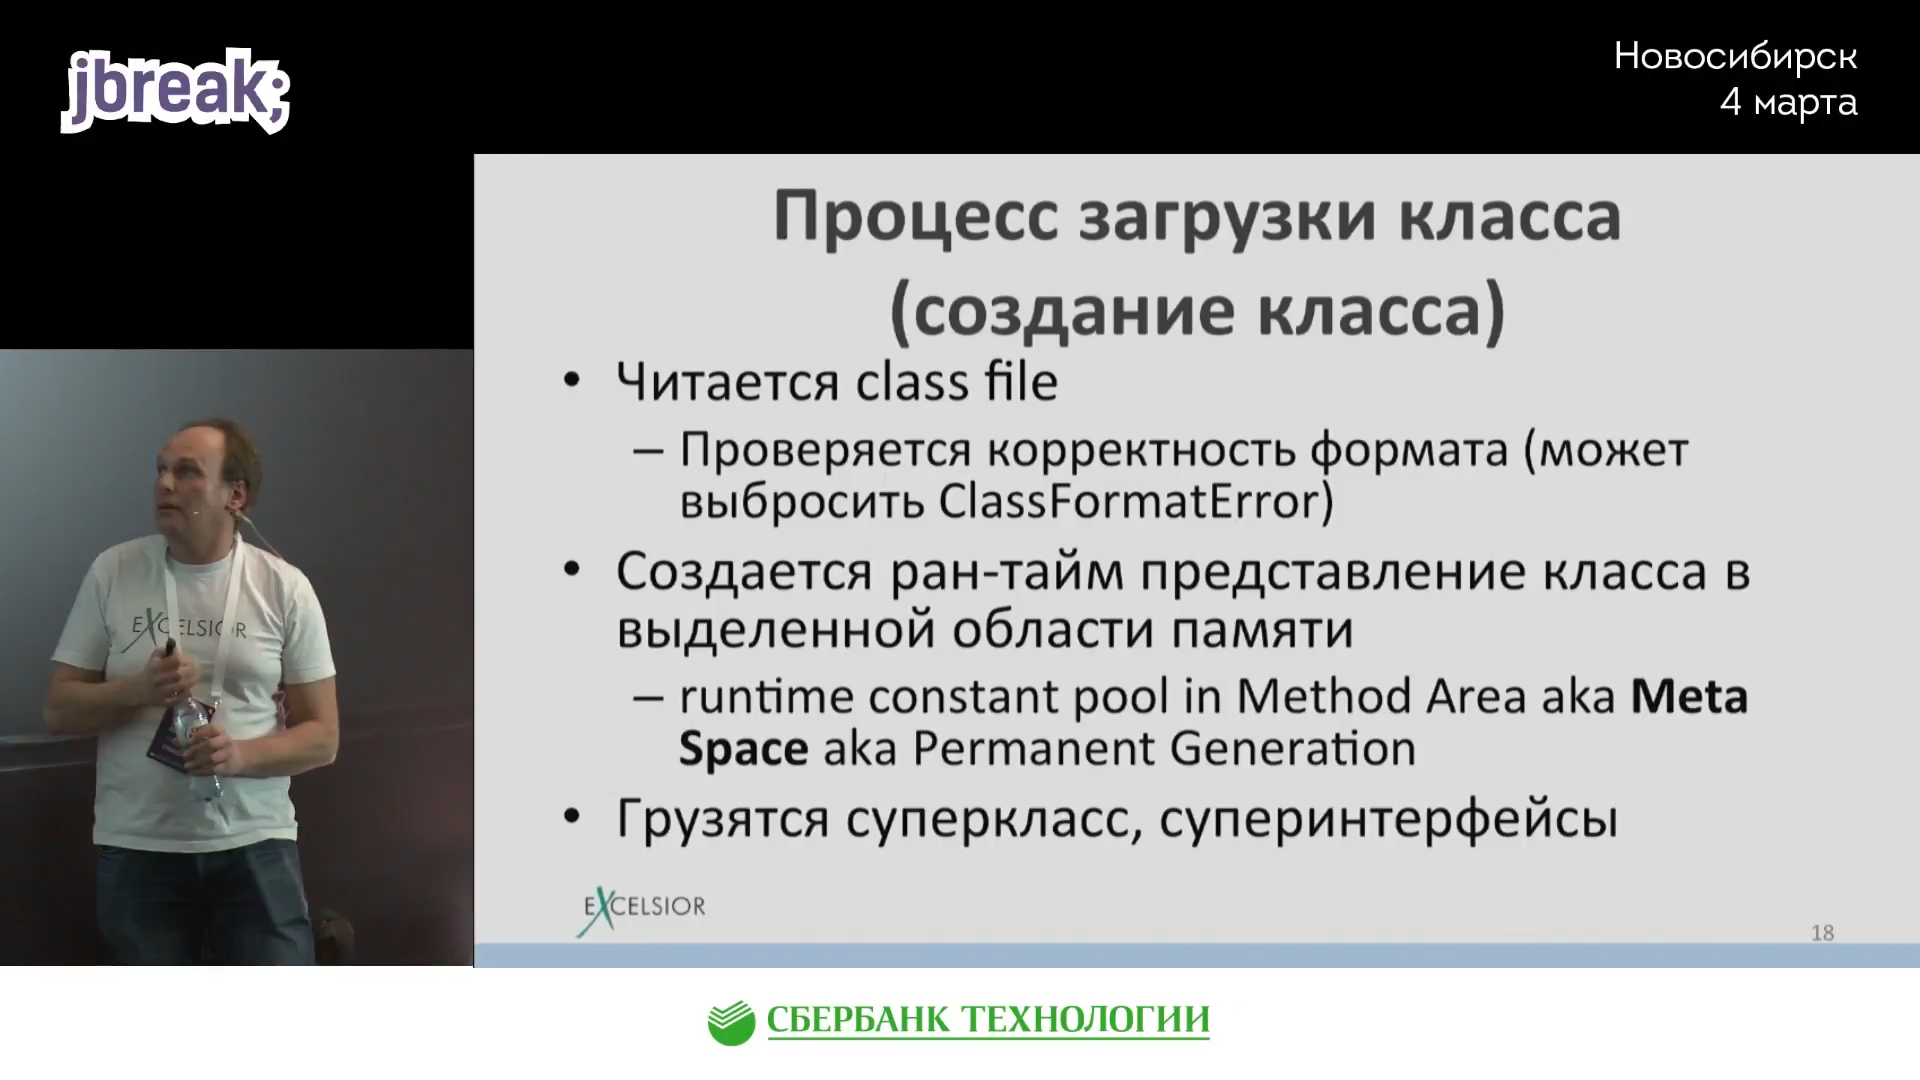 jbreak;
Новосибирск
4 марта
Процесс загрузки класса
(создание класса)
• Читается class file
– Проверяется корректность формата (может
выбросить ClassFormatError)
• Создается ран-тайм представление класса в
выделенной области памяти
– runtime constant pool in Method Area aka Meta
Space aka Permanent Generation
• Грузятся суперкласс, суперинтерфейсы
EXCELSIOR
EXCELSIOR
18
СБЕРБАНК ТЕХНОЛОГИИ